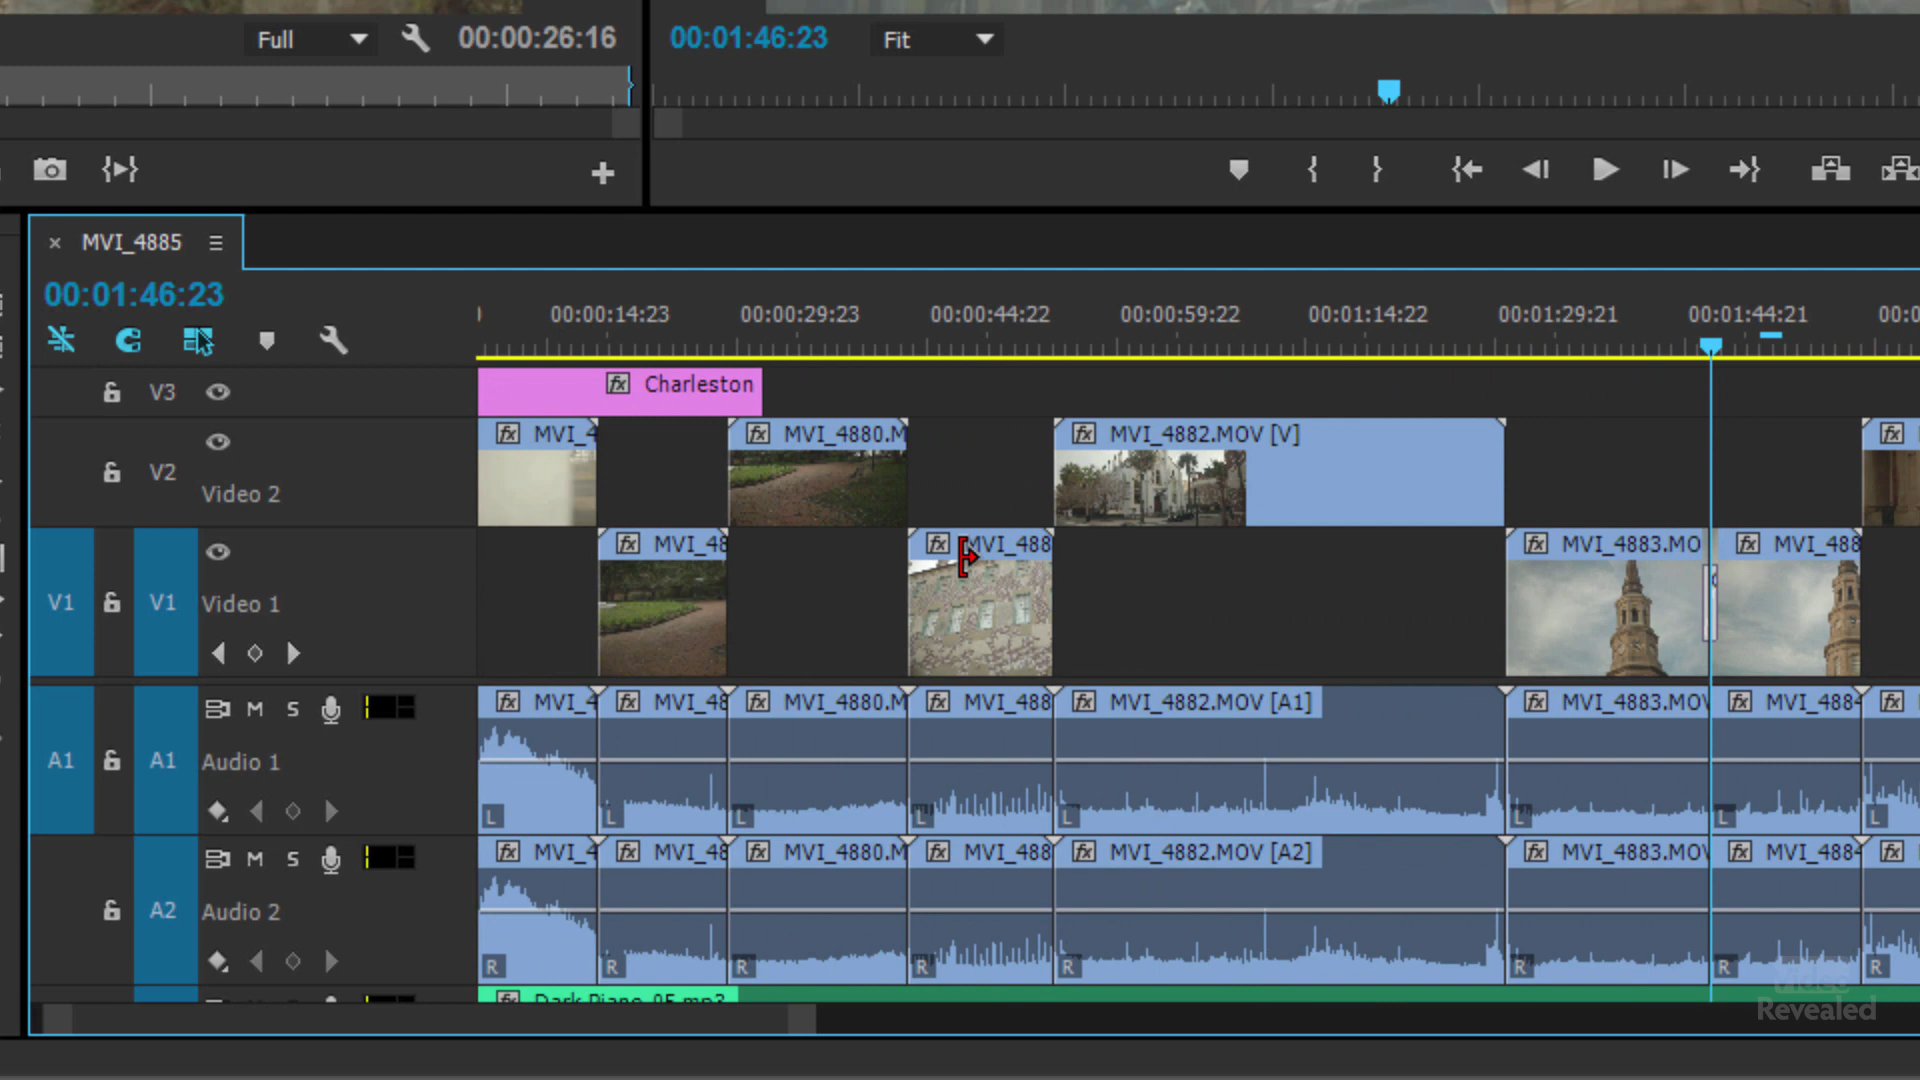 Full 00:00:26:16 00:01:46:23 Fit
MVI_4885
00:01:46:23
00:00:14:23 00:00:29:23 00:00:44:22 00:00:59:22 00:01:14:22 00:01:29:21 00:01:44:21 00:0
V3 fx Charleston
fx MVI_4 fx MVI_4880.M fx MVI_4882.MOV [V] fx
V2
Video 2
fx MVI_48 fx MVI_488 fx MVI_4883.MO fx MVI_488
V1 V1 Video 1
fx MVI_4 fx MVI_48 fx MVI_4880.M fx MVI_488 fx MVI_4882.MOV [A1] fx MVI_4883.MOV fx MVI_4884 fx
M S
A1 A1 Audio 1
L L L L L L L L
fx MVI_4 fx MVI_48 fx MVI_4880.M fx MVI_488 fx MVI_4882.MOV [A2] fx MVI_4883.MOV fx MVI_4884 fx
M S
A2 Audio 2
R R R R R R R R
fx Dark Piano_05.mp3
Video
Revealed